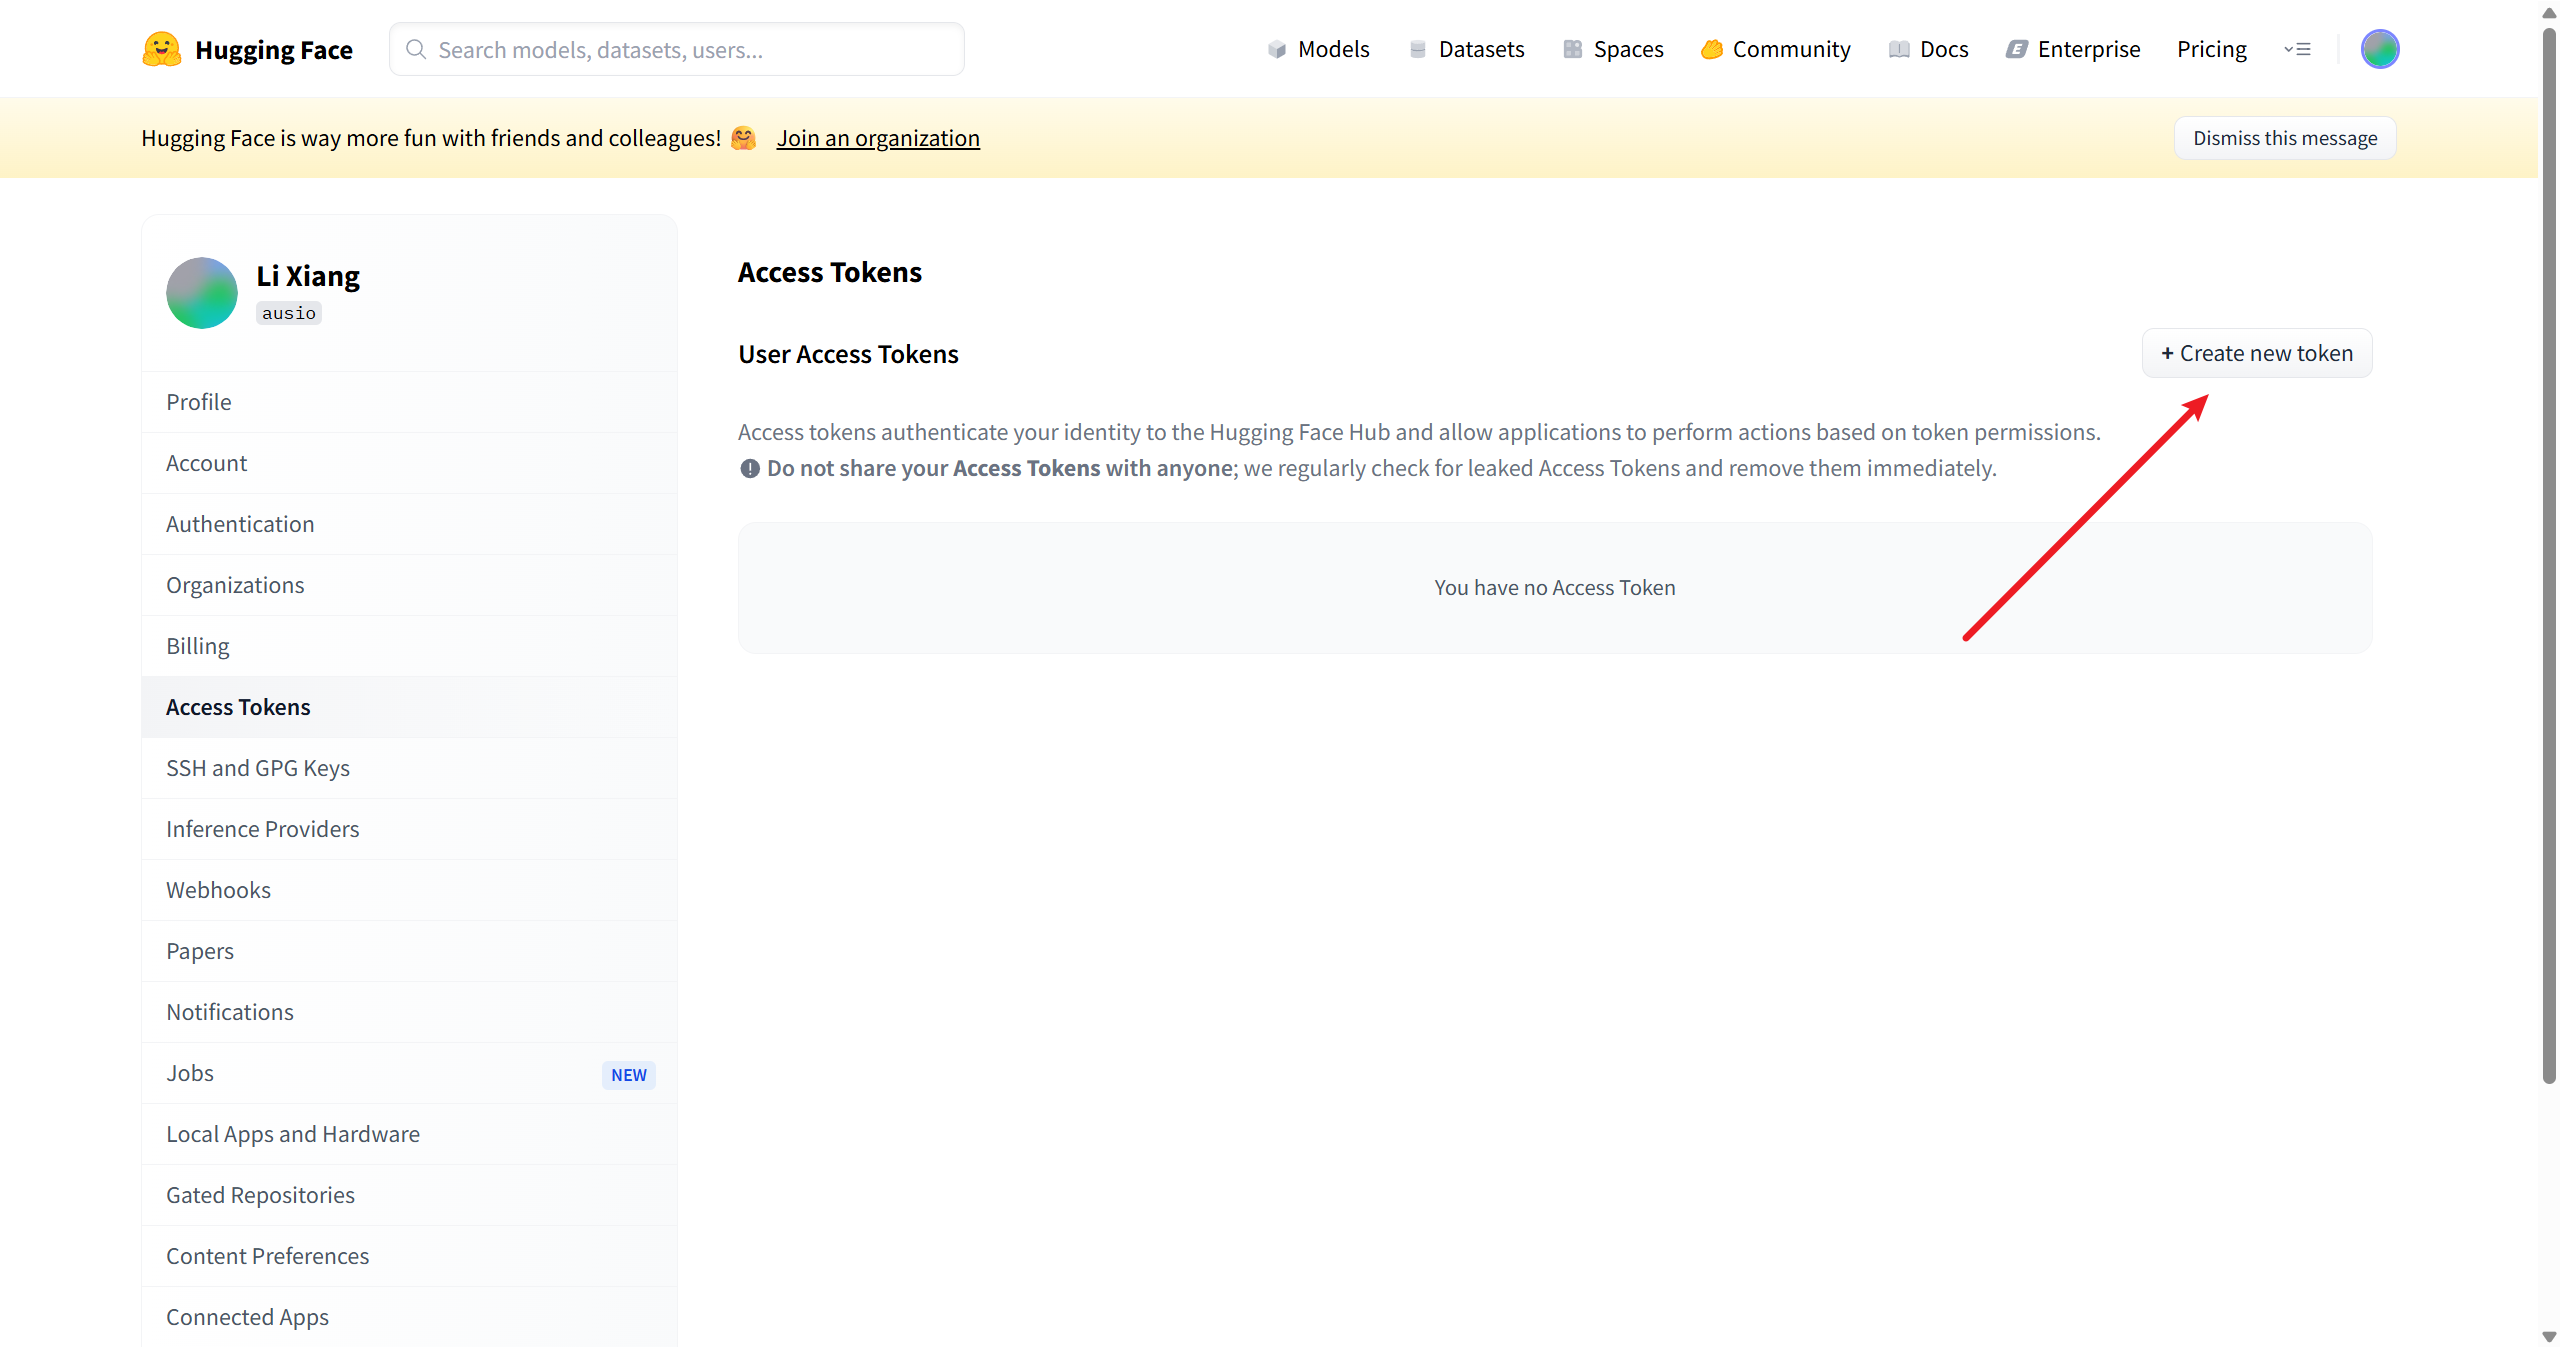 Hugging Face
Search models, datasets, users...
Models
Datasets
Spaces
Community
Docs
Enterprise
Pricing
Hugging Face is way more fun with friends and colleagues! 🤗 Join an organization
Dismiss this message
Li Xiang
ausio
Profile
Account
Authentication
Organizations
Billing
Access Tokens
SSH and GPG Keys
Inference Providers
Webhooks
Papers
Notifications
Jobs
NEW
Local Apps and Hardware
Gated Repositories
Content Preferences
Connected Apps
Access Tokens
User Access Tokens
+ Create new token
Access tokens authenticate your identity to the Hugging Face Hub and allow applications to perform actions based on token permissions.
Do not share your Access Tokens with anyone; we regularly check for leaked Access Tokens and remove them immediately.
You have no Access Token